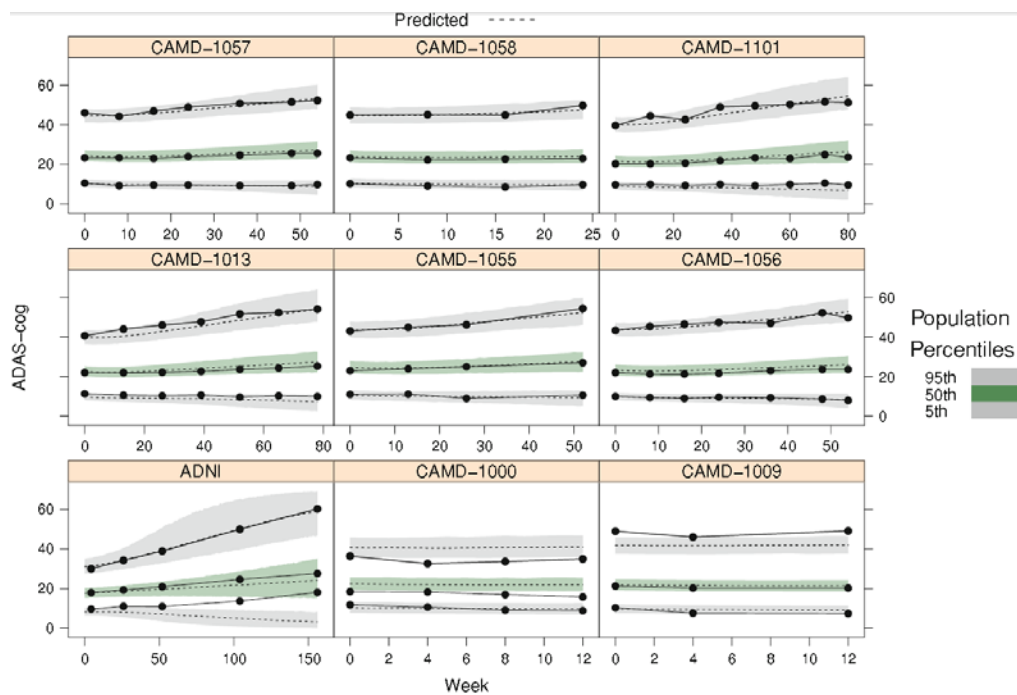 Predicted
CAMD-1057 CAMD-1058 CAMD-1101
60
40
20
0
0 10 20 30 40 50 0 5 10 15 20 25 0 20 40 60 80
CAMD-1013 CAMD-1055 CAMD-1056
60
40
20
0
0 20 40 60 80 0 10 20 30 40 50 0 10 20 30 40 50
ADNI CAMD-1000 CAMD-1009
60
40
20
0
0 50 100 150 0 2 4 6 8 10 12 0 2 4 6 8 10 12
Week
ADAS-cog
Population
Percentiles
95th
50th
5th